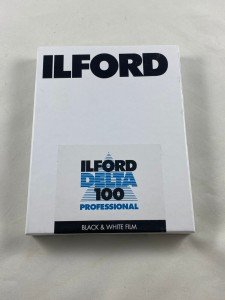 ILFORD
ILFORD
DELTA
100
PROFESSIONAL
BLACK & WHITE FILM